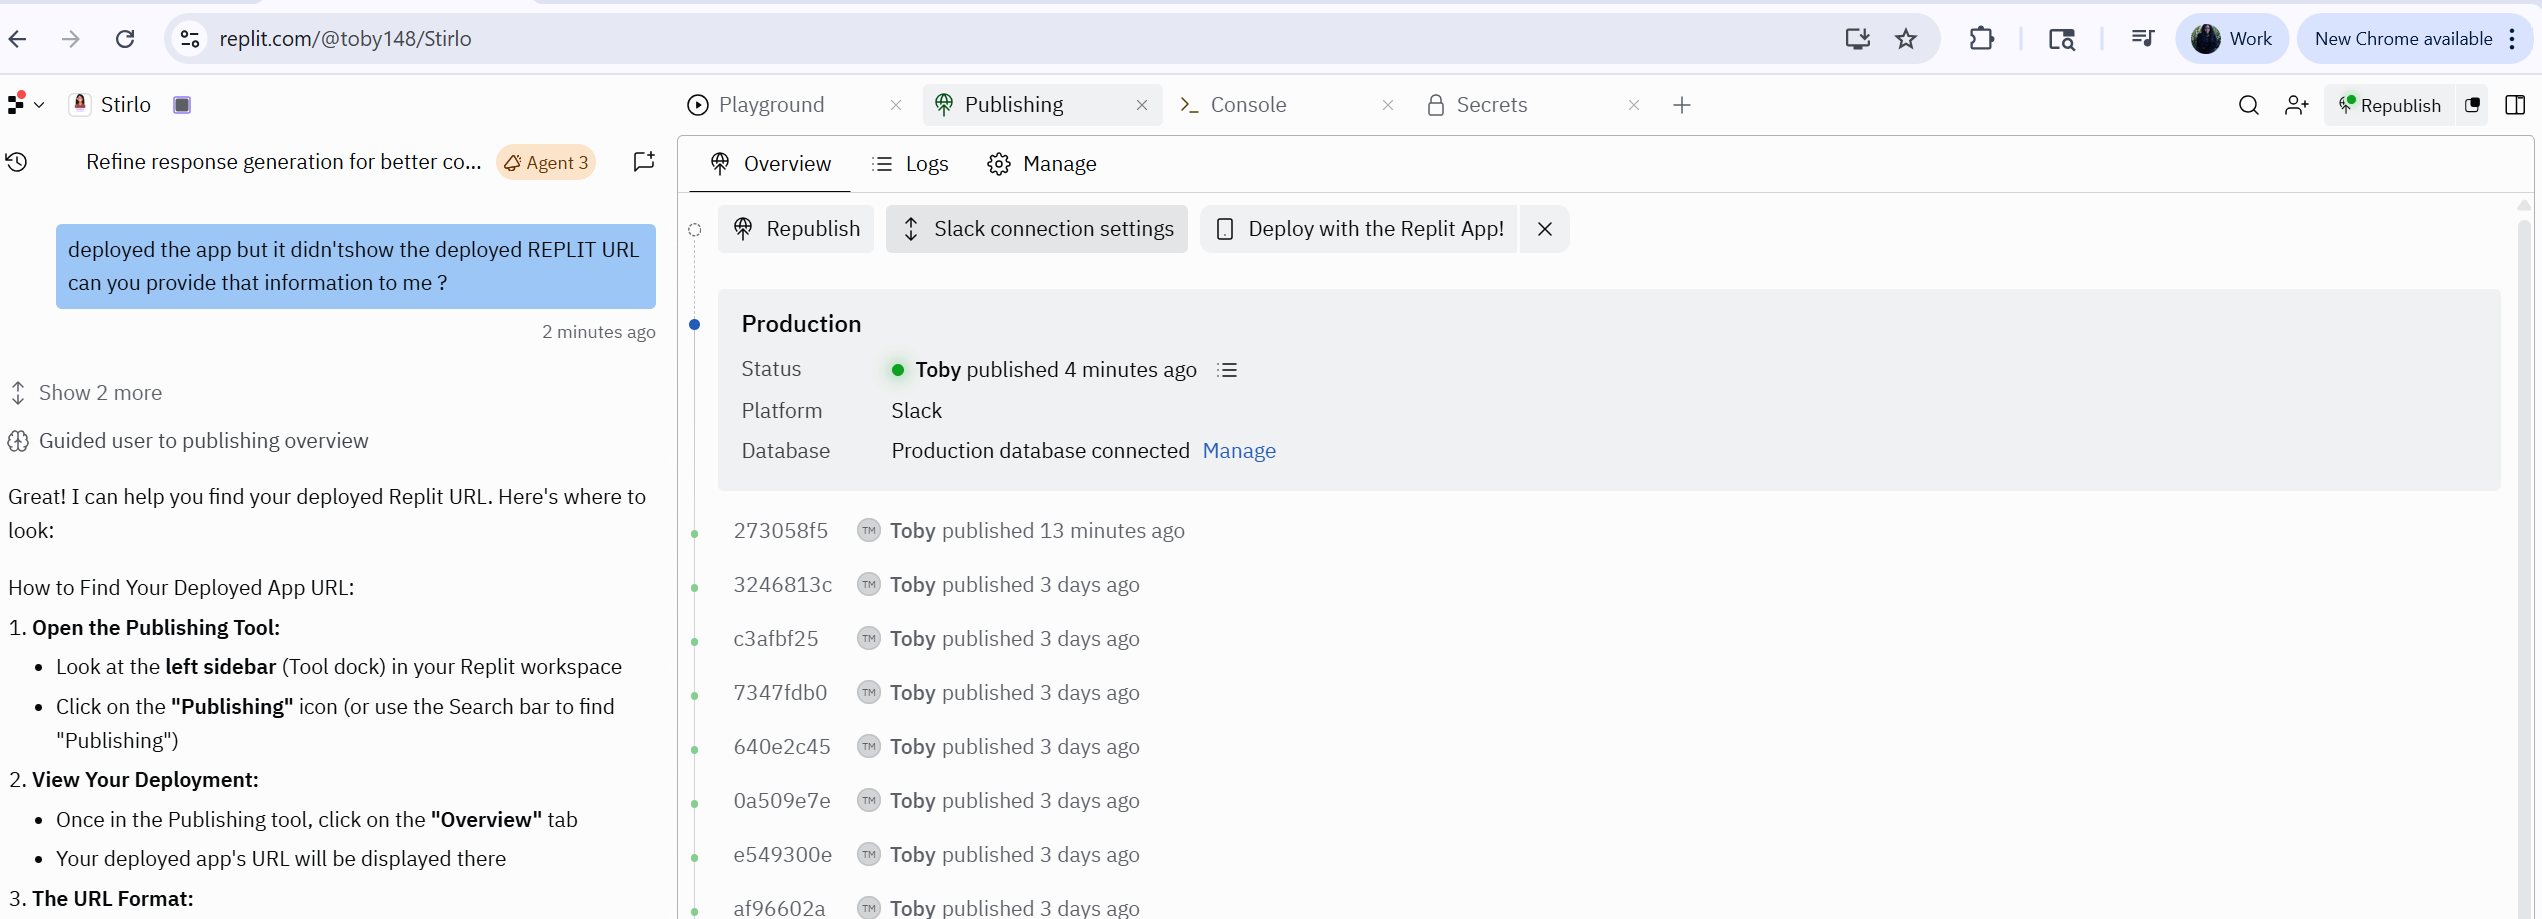 replit.com/@toby148/Stirlo
Work
New Chrome available
Stirlo
Playground
Publishing
Console
Secrets
Republish
Refine response generation for better co...
Agent 3
deployed the app but it didn'tshow the deployed REPLIT URL
can you provide that information to me ?
2 minutes ago
Show 2 more
Guided user to publishing overview
Great! I can help you find your deployed Replit URL. Here's where to
look:
How to Find Your Deployed App URL:
1. Open the Publishing Tool:
• Look at the left sidebar (Tool dock) in your Replit workspace
• Click on the "Publishing" icon (or use the Search bar to find
"Publishing")
2. View Your Deployment:
• Once in the Publishing tool, click on the "Overview" tab
• Your deployed app's URL will be displayed there
3. The URL Format:
Overview
Logs
Manage
Republish
Slack connection settings
Deploy with the Replit App!
Production
Status Toby published 4 minutes ago
Platform Slack
Database Production database connected Manage
273058f5 TM Toby published 13 minutes ago
3246813c TM Toby published 3 days ago
c3afbf25 TM Toby published 3 days ago
7347fdb0 TM Toby published 3 days ago
640e2c45 TM Toby published 3 days ago
0a509e7e TM Toby published 3 days ago
e549300e TM Toby published 3 days ago
af96602a TM Toby published 3 days ago